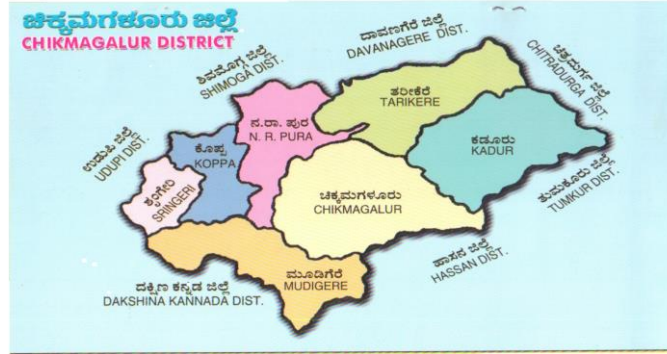 ಚಿಕ್ಕಮಗಳೂರು ಜಿಲ್ಲೆ
CHIKMAGALUR DISTRICT
ದಾವಣಗೆರೆ ಜಿಲ್ಲೆ
DAVANAGERE DIST.
ಚಿತ್ರದುರ್ಗ ಜಿಲ್ಲೆ
CHITRADURGA DIST.
ಶಿವಮೊಗ್ಗ ಜಿಲ್ಲೆ
SHIMOGA DIST.
ತರೀಕೆರೆ
TARIKERE
ನ.ರಾ. ಪುರ
N. R. PURA
ಕಡೂರು
KADUR
ಉಡುಪಿ ಜಿಲ್ಲೆ
UDUPI DIST.
ಕೊಪ್ಪ
KOPPA
ಶೃಂಗೇರಿ
SRINGERI
ಚಿಕ್ಕಮಗಳೂರು
CHIKMAGALUR
ತುಮಕೂರು ಜಿಲ್ಲೆ
TUMKUR DIST.
ಹಾಸನ ಜಿಲ್ಲೆ
HASSAN DIST.
ಮೂಡಿಗೆರೆ
MUDIGERE
ದಕ್ಷಿಣ ಕನ್ನಡ ಜಿಲ್ಲೆ
DAKSHINA KANNADA DIST.